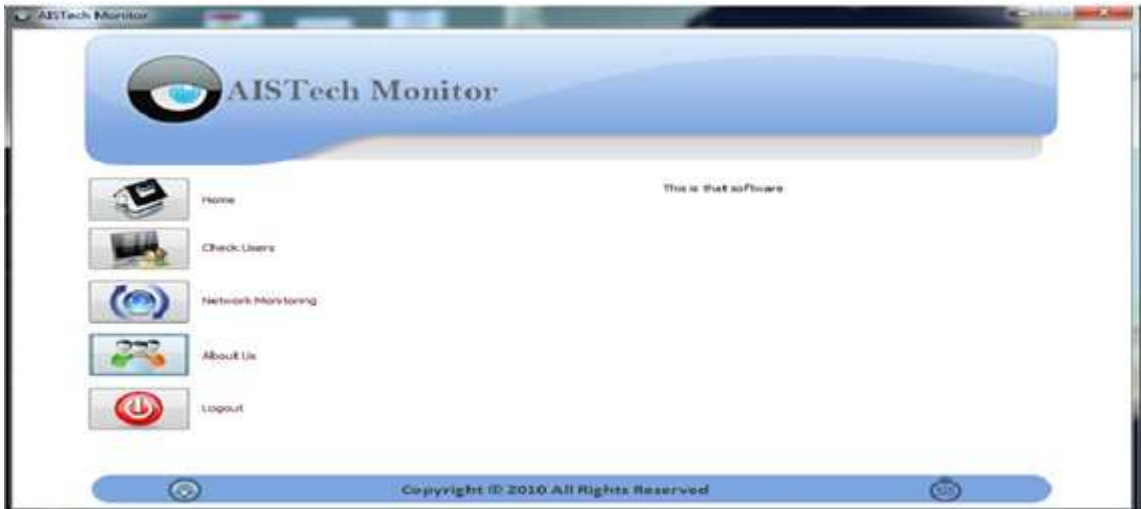 AISTech Monitor
AISTech Monitor
Home
This is that software
Check Users
Network Monitoring
About Us
Logout
Copyright © 2010 All Rights Reserved